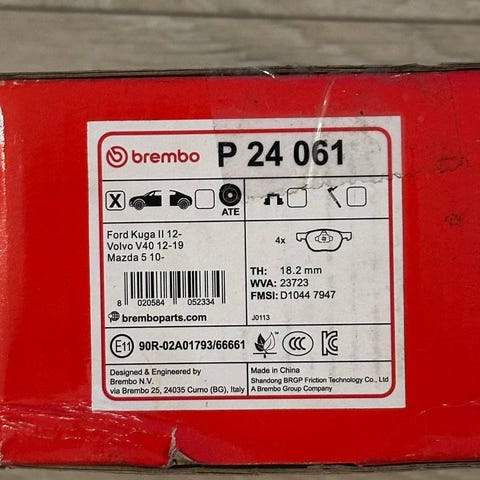 brembo P 24 061
X
ATE
Ford Kuga II 12-
Volvo V40 12-19
Mazda 5 10-
4x
8 020584 052334
TH: 18.2 mm
WVA: 23723
FMSI: D1044 7947
bremboparts.com
J0113
E11 90R-02A01793/66661
CCC
Designed & Engineered by
Brembo N.V.
via Brembo 25, 24035 Curno (BG), Italy
Made in China
Shandong BRGP Friction Technology Co., Ltd
A Brembo Group Company